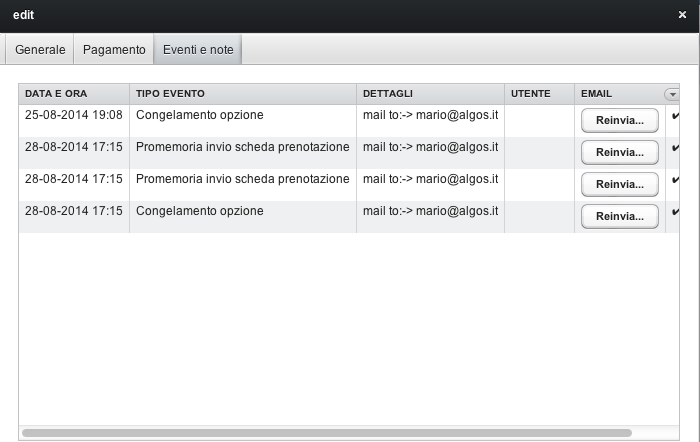 edit
Generale Pagamento Eventi e note
DATA E ORA TIPO EVENTO DETTAGLI UTENTE EMAIL
25-08-2014 19:08 Congelamento opzione mail to:-> mario@algos.it Reinvia...
28-08-2014 17:15 Promemoria invio scheda prenotazione mail to:-> mario@algos.it Reinvia...
28-08-2014 17:15 Promemoria invio scheda prenotazione mail to:-> mario@algos.it Reinvia...
28-08-2014 17:15 Congelamento opzione mail to:-> mario@algos.it Reinvia...